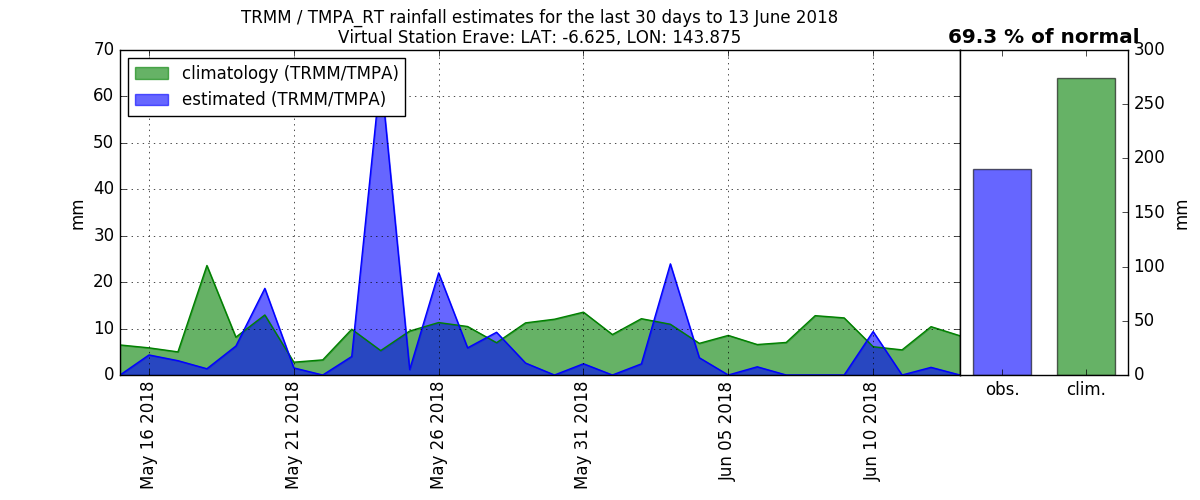 TRMM / TMPA_RT rainfall estimates for the last 30 days to 13 June 2018
Virtual Station Erave: LAT: -6.625, LON: 143.875
69.3 % of normal
climatology (TRMM/TMPA)
estimated (TRMM/TMPA)
70
60
50
40
30
20
10
0
mm
May 16 2018
May 21 2018
May 26 2018
May 31 2018
Jun 05 2018
Jun 10 2018
300
250
200
150
100
50
0
mm
obs.
clim.